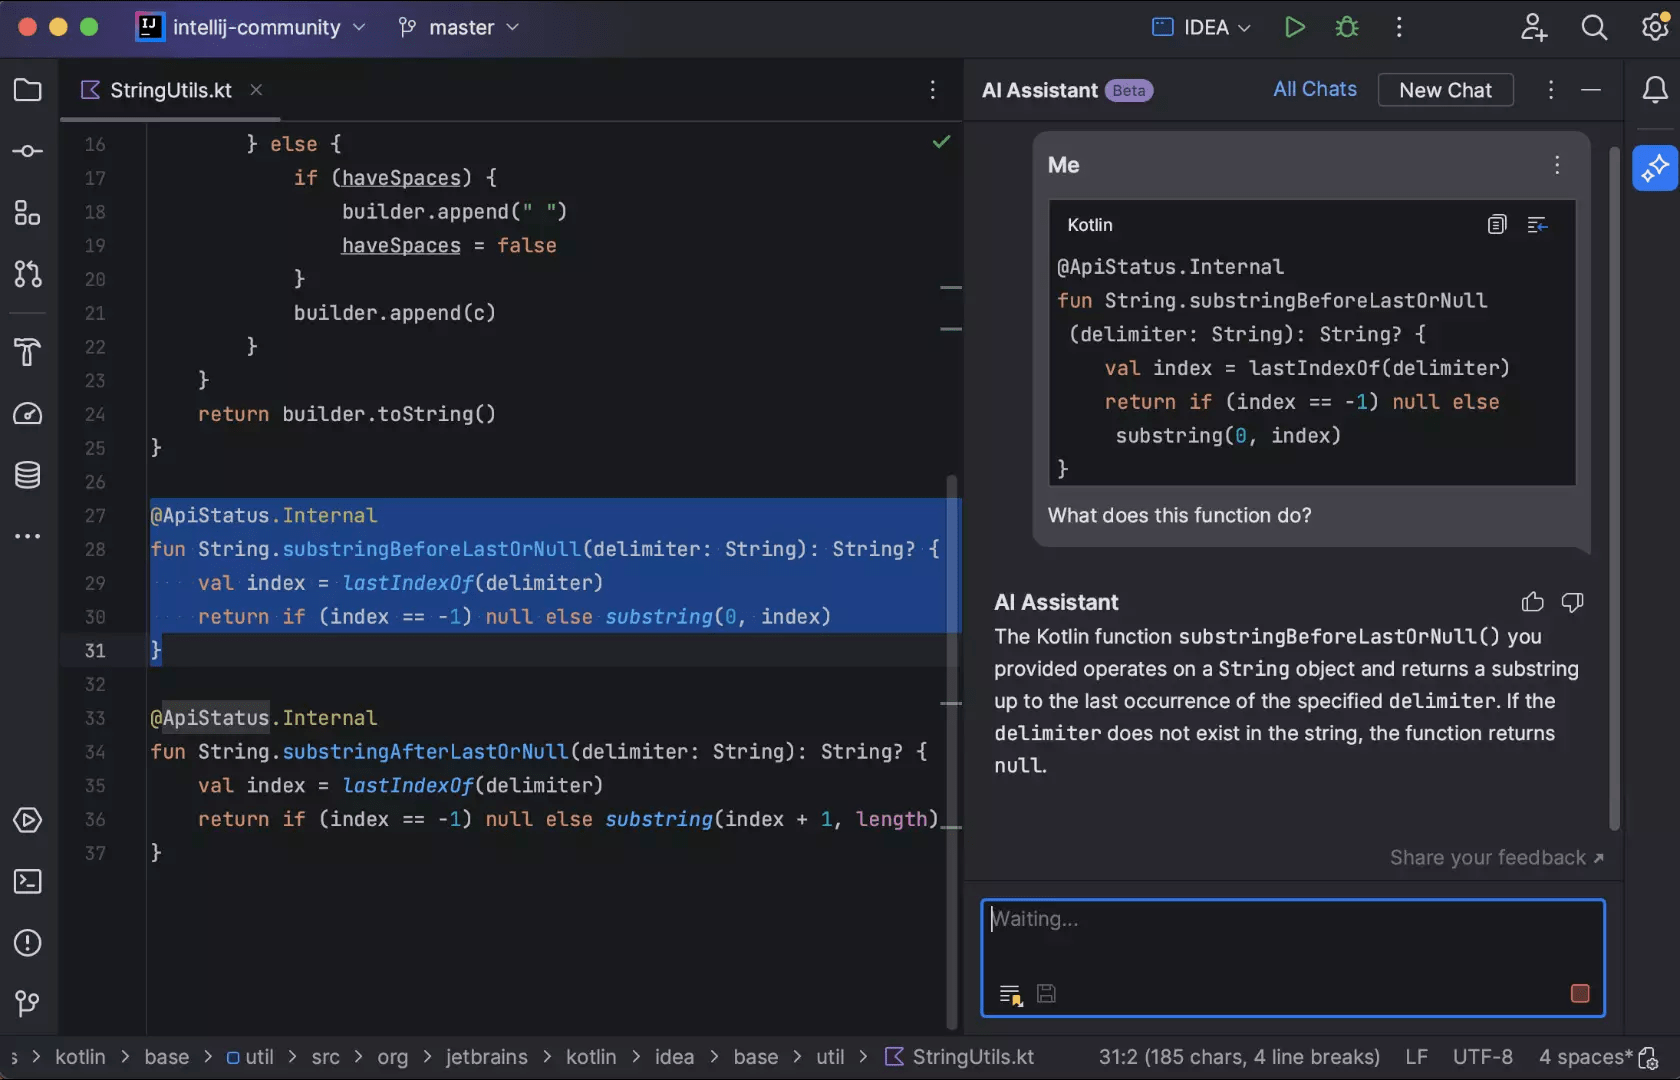 IJ intellij-community master IDEA
StringUtils.kt
16 } else {
17 if (haveSpaces) {
18 builder.append(" ")
19 haveSpaces = false
20 }
21 builder.append(c)
22 }
23 }
24 return builder.toString()
25 }
26
27 @ApiStatus.Internal
28 fun String.substringBeforeLastOrNull(delimiter: String): String? {
29 val index = lastIndexOf(delimiter)
30 return if (index == -1) null else substring(0, index)
31 }
32
33 @ApiStatus.Internal
34 fun String.substringAfterLastOrNull(delimiter: String): String? {
35 val index = lastIndexOf(delimiter)
36 return if (index == -1) null else substring(index + 1, length)
37 }
AI Assistant Beta All Chats New Chat
Me
Kotlin
@ApiStatus.Internal
fun String.substringBeforeLastOrNull
(delimiter: String): String? {
val index = lastIndexOf(delimiter)
return if (index == -1) null else
substring(0, index)
}
What does this function do?
AI Assistant
The Kotlin function substringBeforeLastOrNull() you
provided operates on a String object and returns a substring
up to the last occurrence of the specified delimiter. If the
delimiter does not exist in the string, the function returns
null.
Share your feedback
Waiting...
s > kotlin > base > util > src > org > jetbrains > kotlin > idea > base > util > StringUtils.kt 31:2 (185 chars, 4 line breaks) LF UTF-8 4 spaces*